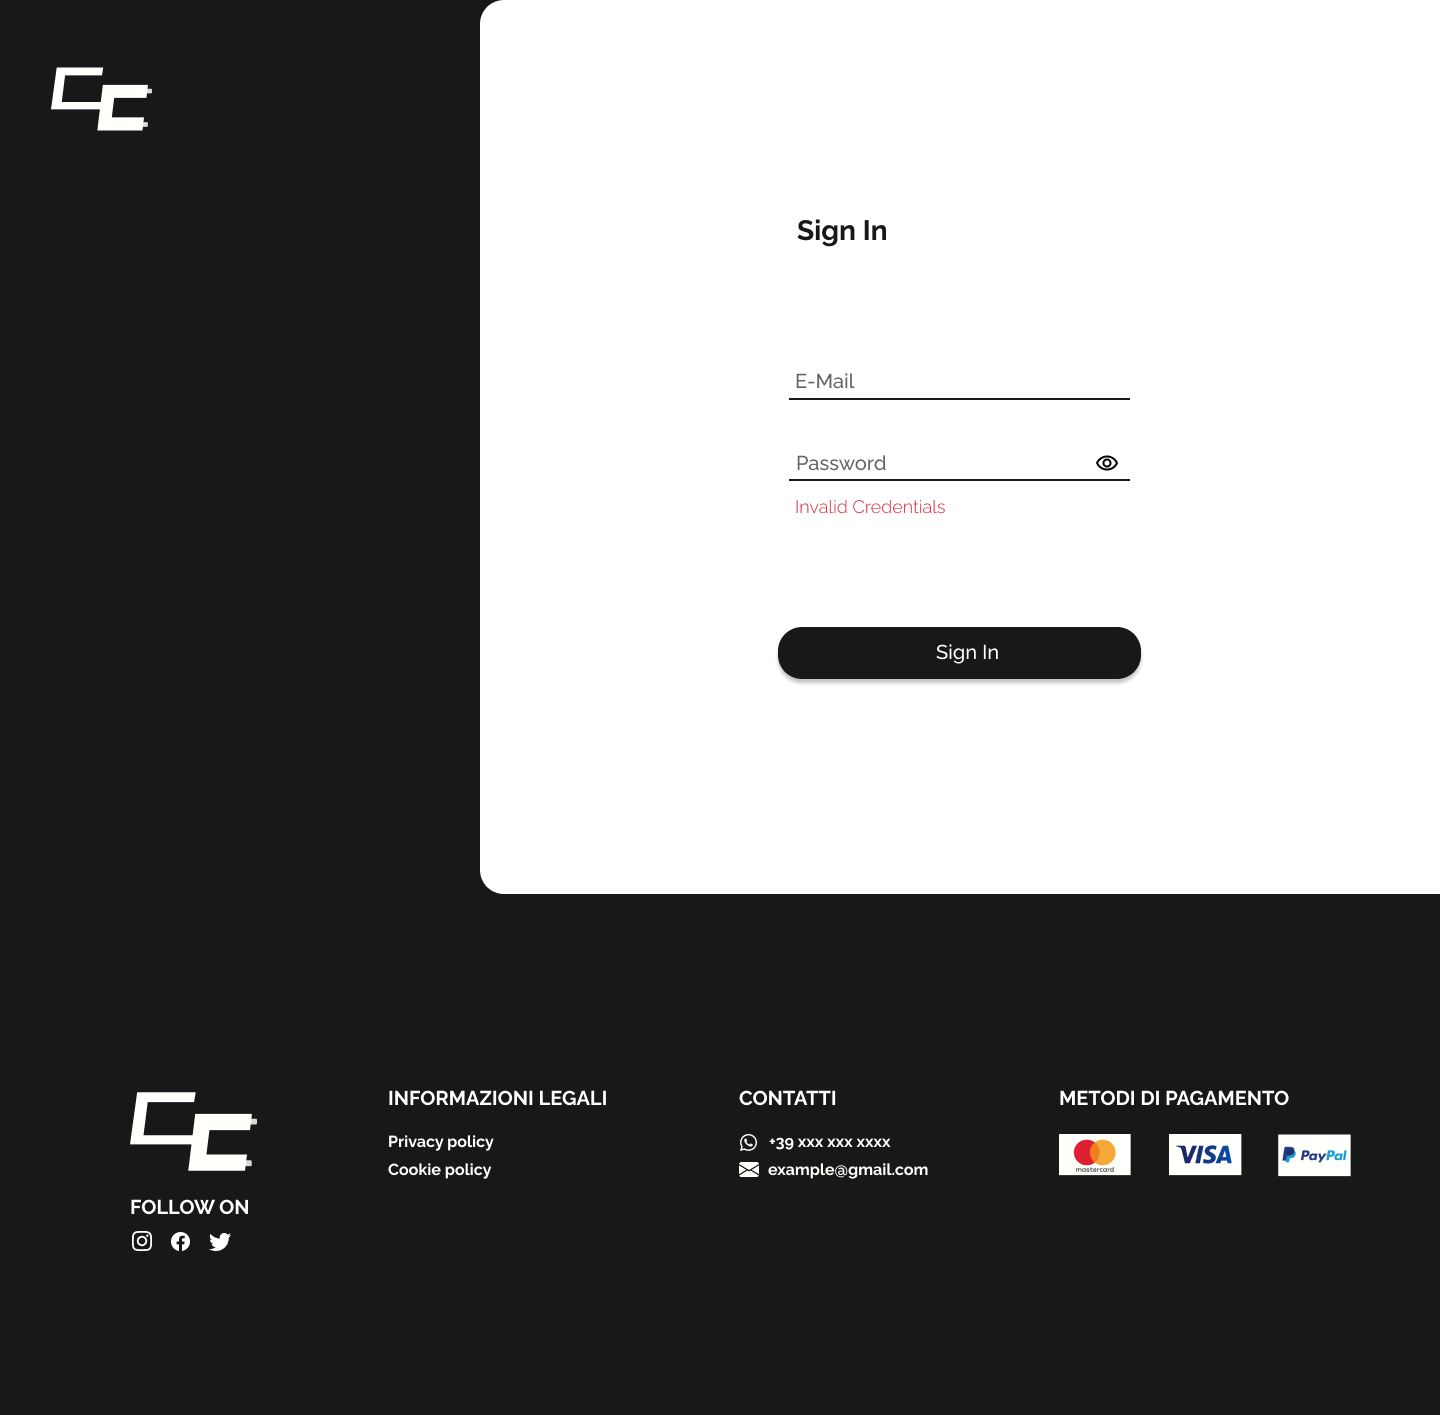 Sign In
E-Mail
Password
Invalid Credentials
Sign In
INFORMAZIONI LEGALI
Privacy policy
Cookie policy
CONTATTI
+39 xxx xxx xxxx
example@gmail.com
METODI DI PAGAMENTO
mastercard
VISA
PayPal
FOLLOW ON